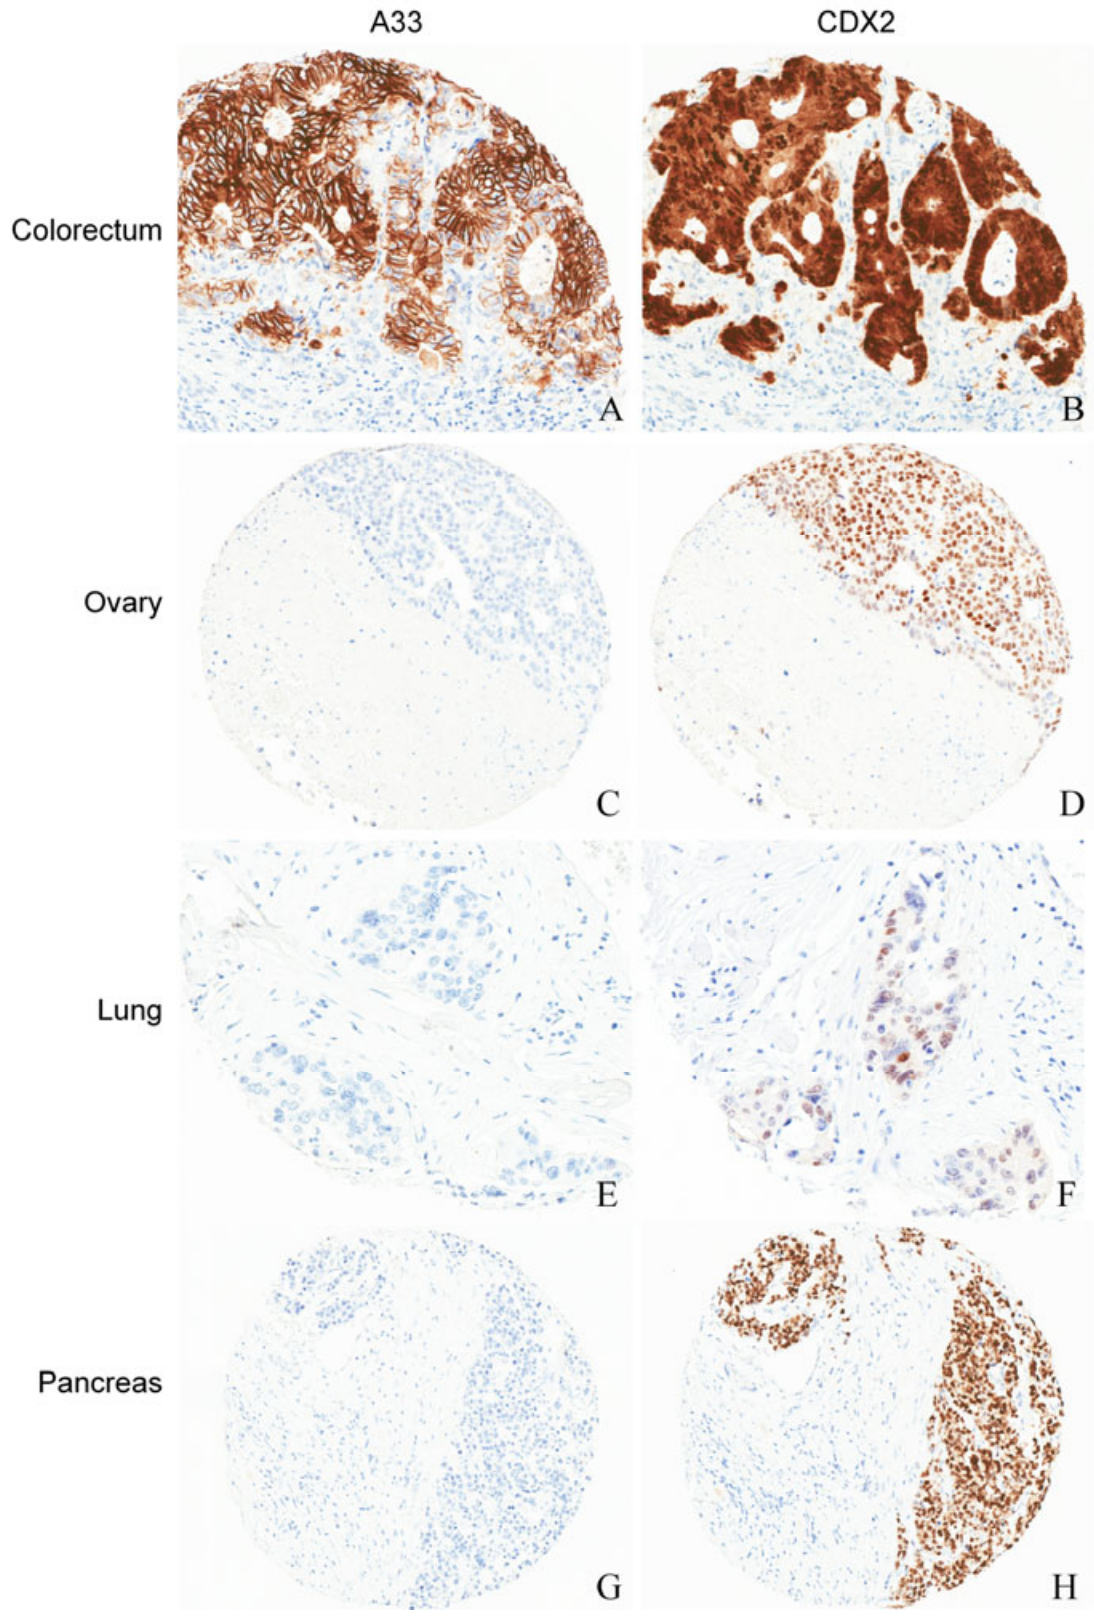 A33 CDX2
Colorectum
A B
Ovary
C D
Lung
E F
Pancreas
G H